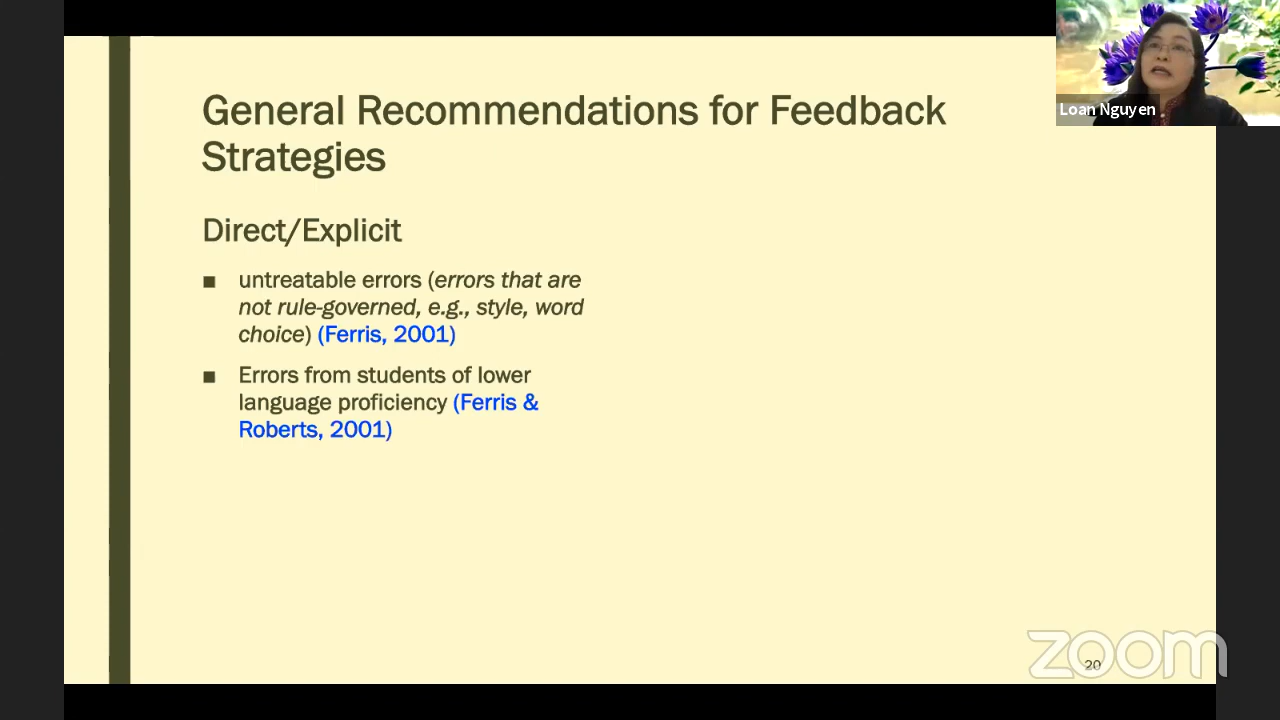 General Recommendations for Feedback
Strategies
Direct/Explicit
■ untreatable errors (errors that are
not rule-governed, e.g., style, word
choice) (Ferris, 2001)
■ Errors from students of lower
language proficiency (Ferris &
Roberts, 2001)
Loan Nguyen
zoom
20